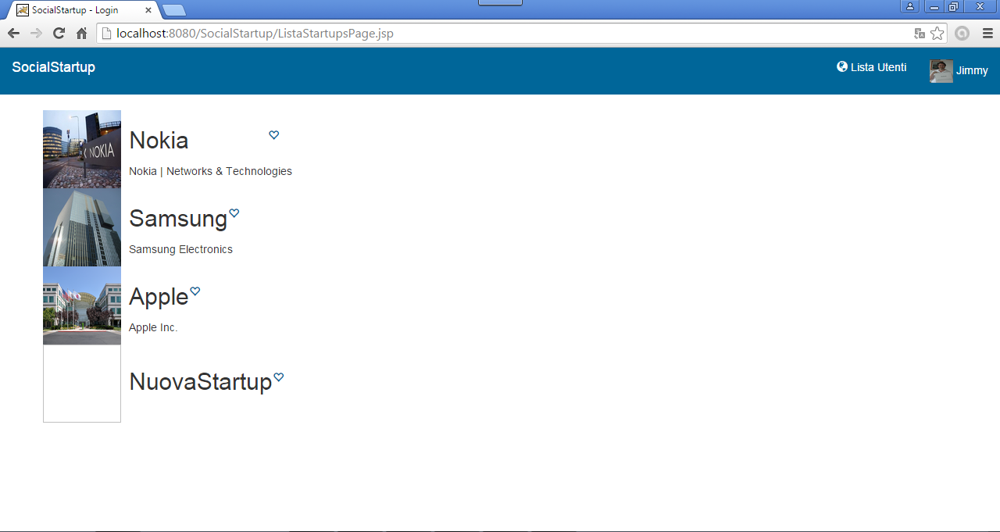 SocialStartup - Login
localhost:8080/SocialStartup/ListaStartupsPage.jsp
SocialStartup
Lista Utenti
Jimmy
NOKIA
Nokia
Nokia | Networks & Technologies
Samsung
Samsung Electronics
Apple
Apple Inc.
NuovaStartup